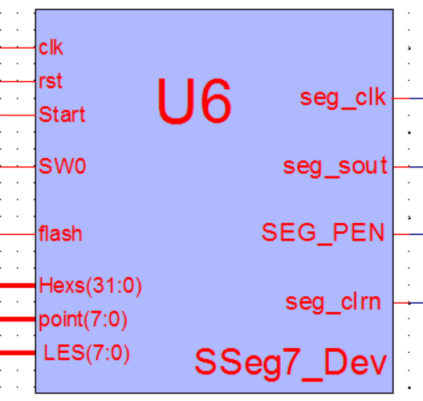 clk
rst
Start
SW0
flash
Hexs(31:0)
point(7:0)
LES(7:0)
U6
seg_clk
seg_sout
SEG_PEN
seg_clrn
SSeg7_Dev